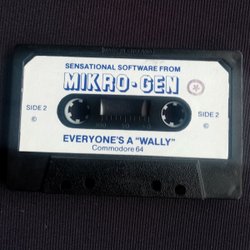 SENSATIONAL SOFTWARE FROM
MIKRO-GEN
SIDE 2 SIDE 2
© ©
EVERYONE'S A "WALLY"
Commodore 64